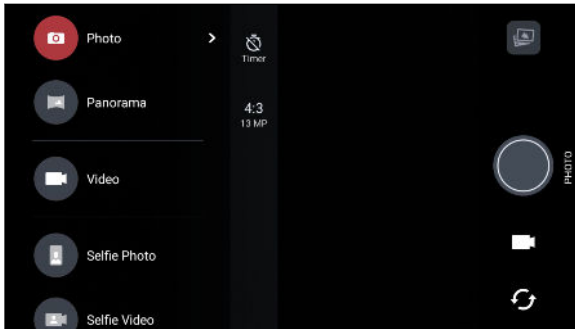 Photo
Timer
Panorama
4:3
13 MP
PHOTO
Video
Selfie Photo
Selfie Video